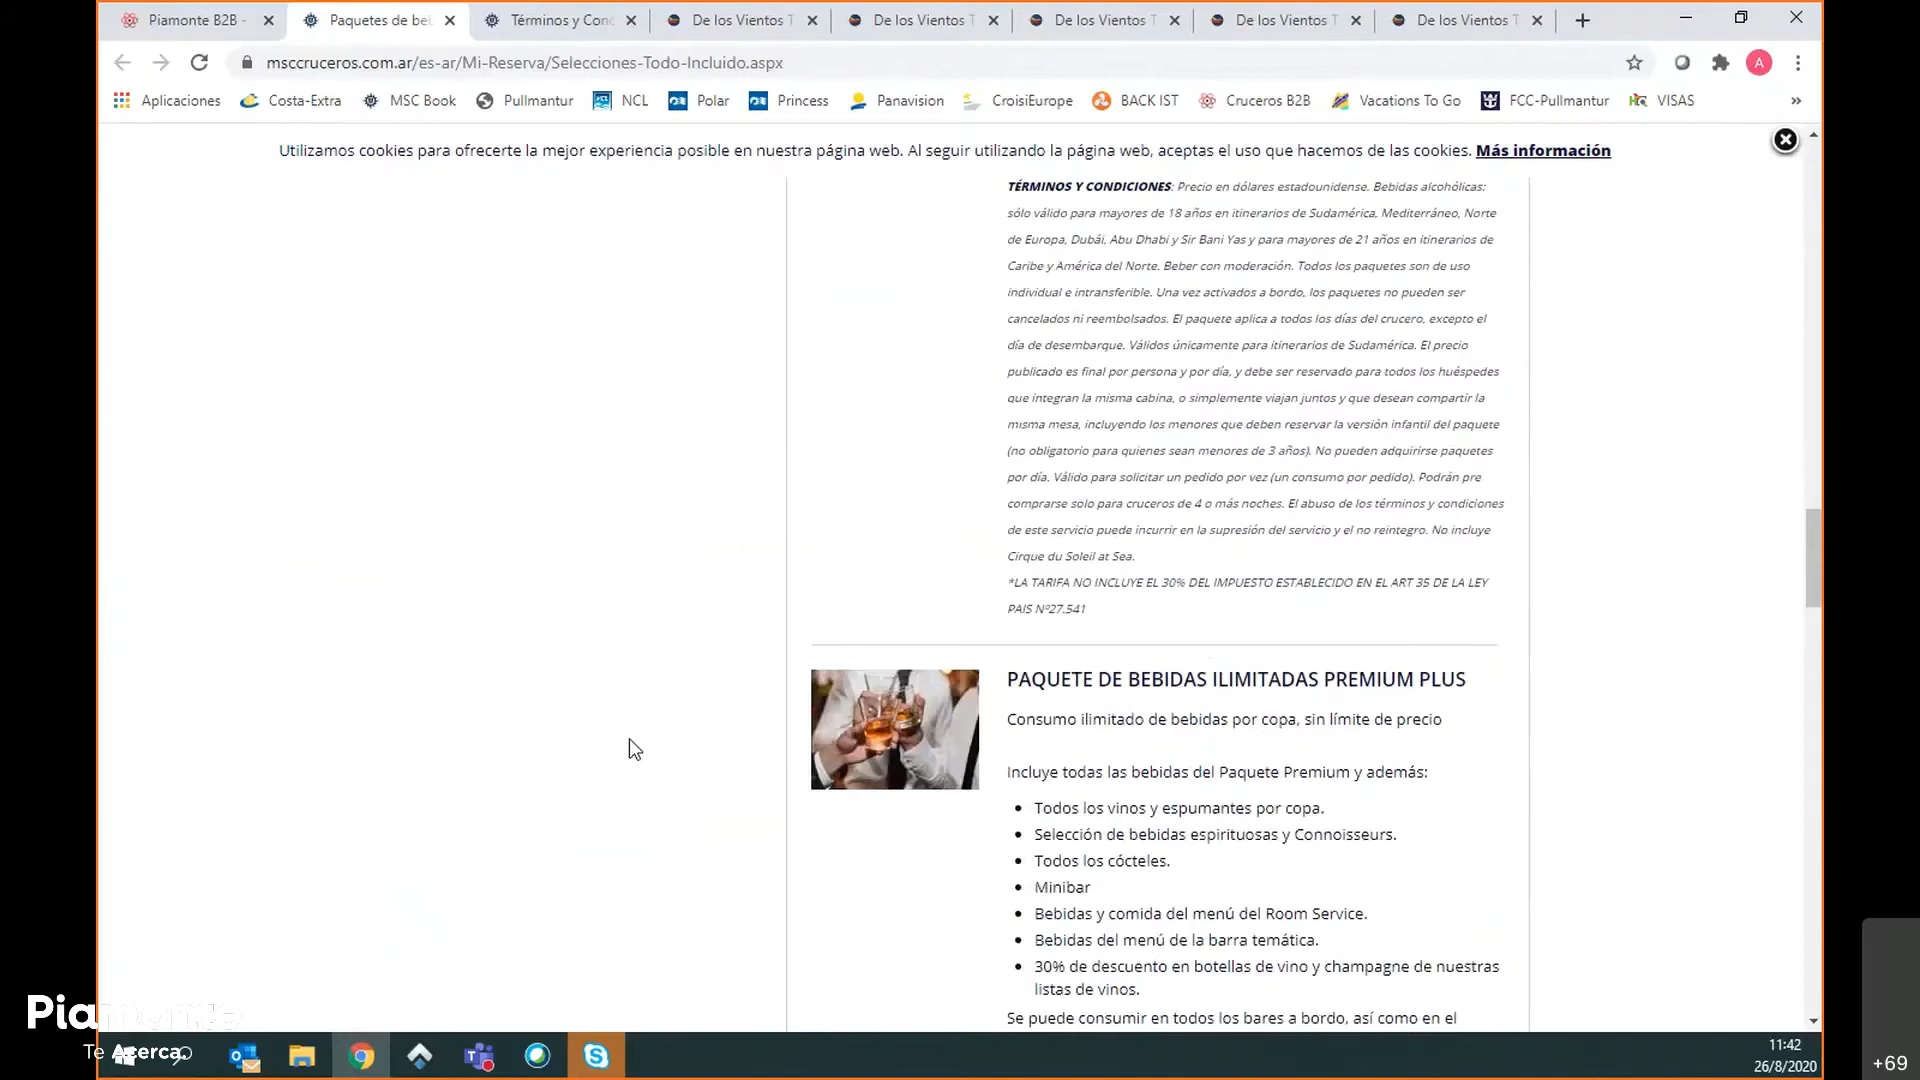 Piamonte B2B -
Paquetes de beb
Términos y Cond
De los Vientos T
De los Vientos T
De los Vientos T
De los Vientos T
De los Vientos T
msccruceros.com.ar/es-ar/Mi-Reserva/Selecciones-Todo-Incluido.aspx
A
Aplicaciones
Costa-Extra
MSC Book
Pullmantur
NCL
Polar
Princess
Panavision
CroisiEurope
BACK IST
Cruceros B2B
Vacations To Go
FCC-Pullmantur
VISAS
»
Utilizamos cookies para ofrecerte la mejor experiencia posible en nuestra página web. Al seguir utilizando la página web, aceptas el uso que hacemos de las cookies. Más información
TÉRMINOS Y CONDICIONES: Precio en dólares estadounidense. Bebidas alcohólicas:
sólo válido para mayores de 18 años en itinerarios de Sudamérica, Mediterráneo, Norte
de Europa, Dubái, Abu Dhabi y Sir Bani Yas y para mayores de 21 años en itinerarios de
Caribe y América del Norte. Beber con moderación. Todos los paquetes son de uso
individual e intransferible. Una vez activados a bordo, los paquetes no pueden ser
cancelados ni reembolsados. El paquete aplica a todos los días del crucero, excepto el
día de desembarque. Válidos únicamente para itinerarios de Sudamérica. El precio
publicado es final por persona y por día, y debe ser reservado para todos los huéspedes
que integran la misma cabina, o simplemente viajan juntos y que desean compartir la
misma mesa, incluyendo los menores que deben reservar la versión infantil del paquete
(no obligatorio para quienes sean menores de 3 años). No pueden adquirirse paquetes
por día. Válido para solicitar un pedido por vez (un consumo por pedido). Podrán pre
comprarse solo para cruceros de 4 o más noches. El abuso de los términos y condiciones
de este servicio puede incurrir en la supresión del servicio y el no reintegro. No incluye
Cirque du Soleil at Sea.
*LA TARIFA NO INCLUYE EL 30% DEL IMPUESTO ESTABLECIDO EN EL ART 35 DE LA LEY
PAIS Nº27.541
PAQUETE DE BEBIDAS ILIMITADAS PREMIUM PLUS
Consumo ilimitado de bebidas por copa, sin límite de precio
Incluye todas las bebidas del Paquete Premium y además:
• Todos los vinos y espumantes por copa.
• Selección de bebidas espirituosas y Connoisseurs.
• Todos los cócteles.
• Minibar
• Bebidas y comida del menú del Room Service.
• Bebidas del menú de la barra temática.
• 30% de descuento en botellas de vino y champagne de nuestras
listas de vinos.
Se puede consumir en todos los bares a bordo, así como en el
Piamonte
Te Acerca.
11:42
26/8/2020
+69